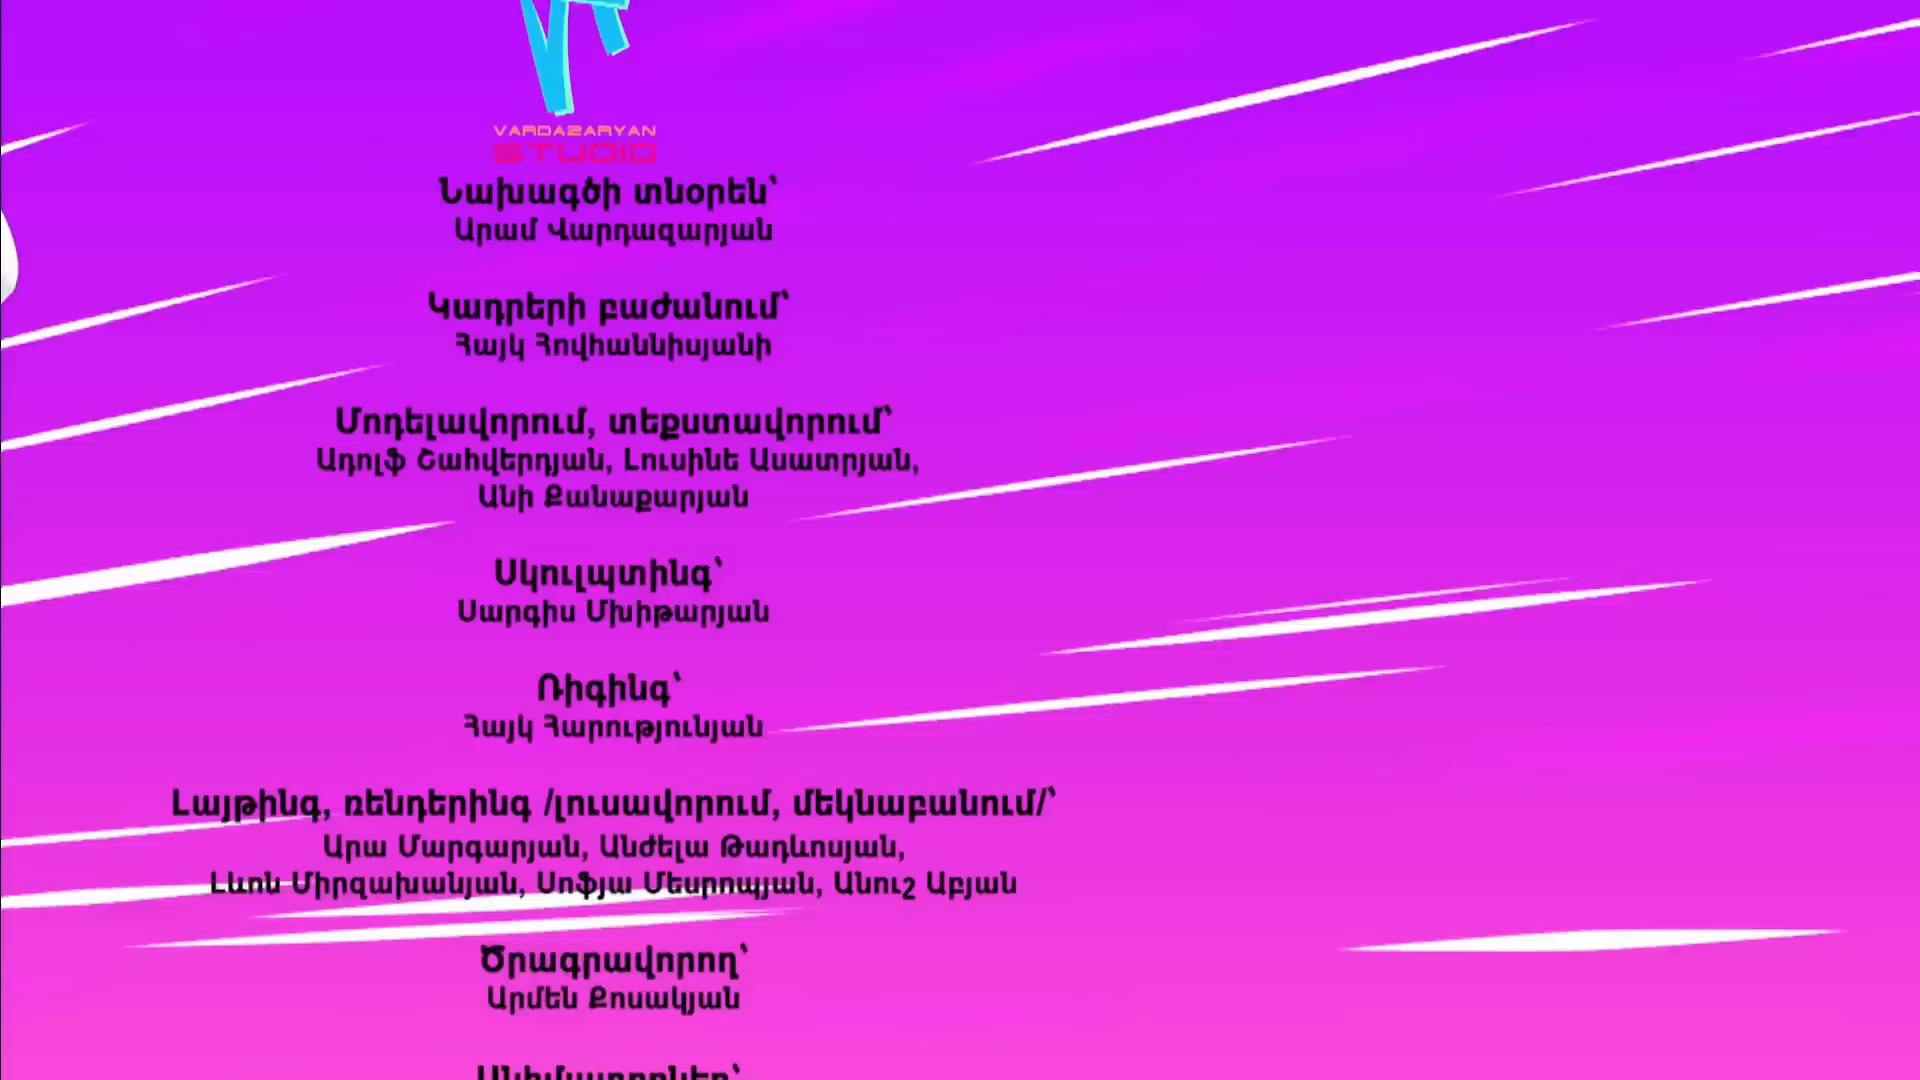 VARDAZARYAN
STUDIO
Նախագծի տնօրեն՝
Արամ Վարդազարյան
Կադրերի բաժանում՝
Հայկ Հովհաննիսյանի
Մոդելավորում, տեքստավորում՝
Ադոլֆ Շահվերդյան, Լուսինե Ասատրյան,
Անի Քանաքարյան
Սկուլպտինգ՝
Սարգիս Մխիթարյան
Ռիգինգ՝
Հայկ Հարությունյան
Լայթինգ, ռենդերինգ /լուսավորում, մեկնաբանում/՝
Արա Մարգարյան, Անժելա Թադևոսյան,
Լևոն Միրզախանյան, Սոֆյա Մեսրոպյան, Անուշ Աբյան
Ծրագրավորող՝
Արմեն Քոսակյան